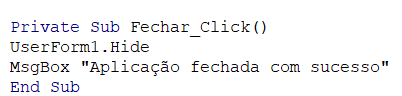 Private Sub Fechar_Click()
UserForm1.Hide
MsgBox "Aplicação fechada com sucesso"
End Sub